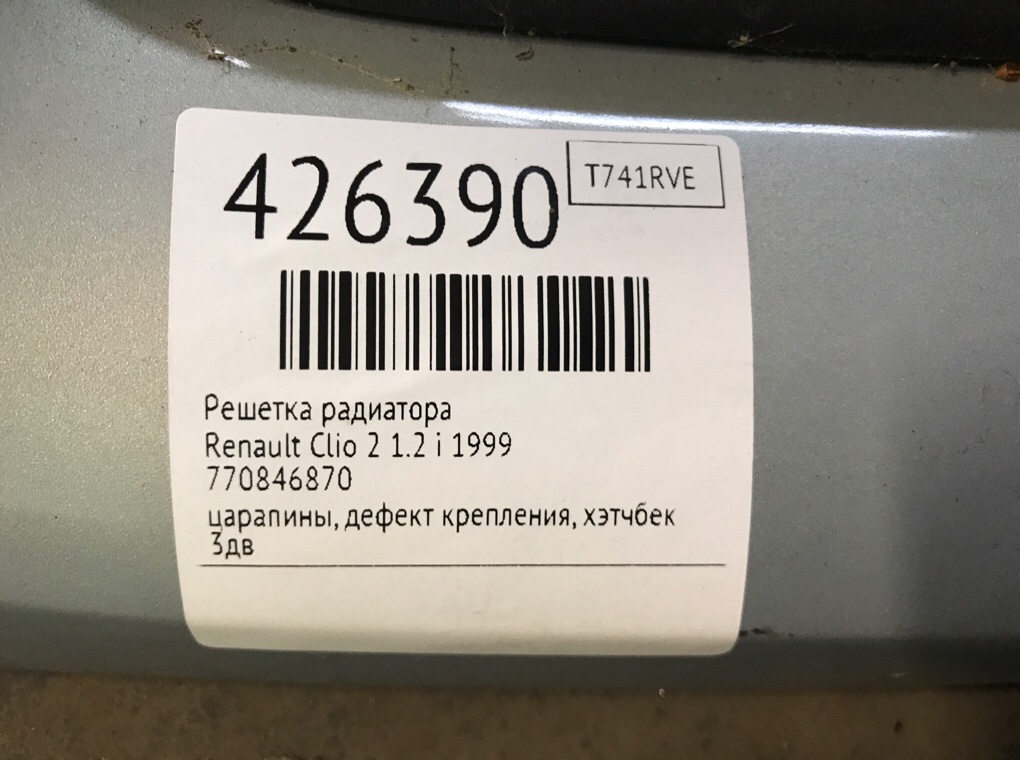 426390
T741RVE
Решетка радиатора
Renault Clio 2 1.2 i 1999
770846870
царапины, дефект крепления, хэтчбек
3дв